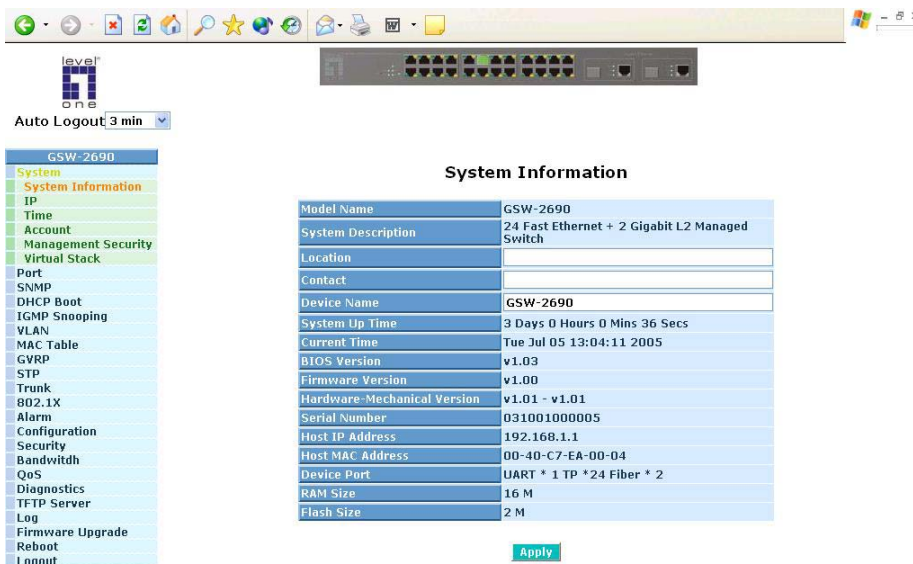 level
one
Auto Logout 3 min
GSW-2690
System
System Information
IP
Time
Account
Management Security
Virtual Stack
Port
SNMP
DHCP Boot
IGMP Snooping
VLAN
MAC Table
GVRP
STP
Trunk
802.1X
Alarm
Configuration
Security
Bandwitdh
QoS
Diagnostics
TFTP Server
Log
Firmware Upgrade
Reboot
Logout
System Information
Model Name GSW-2690
System Description 24 Fast Ethernet + 2 Gigabit L2 Managed
Switch
Location
Contact
Device Name GSW-2690
System Up Time 3 Days 0 Hours 0 Mins 36 Secs
Current Time Tue Jul 05 13:04:11 2005
BIOS Version v1.03
Firmware Version v1.00
Hardware-Mechanical Version v1.01 - v1.01
Serial Number 031001000005
Host IP Address 192.168.1.1
Host MAC Address 00-40-C7-EA-00-04
Device Port UART * 1 TP *24 Fiber * 2
RAM Size 16 M
Flash Size 2 M
Apply